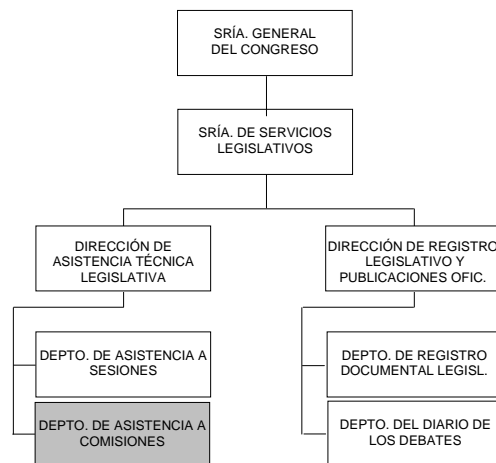 SRÍA. GENERAL
DEL CONGRESO
SRÍA. DE SERVICIOS
LEGISLATIVOS
DIRECCIÓN DE
ASISTENCIA TÉCNICA
LEGISLATIVA
DIRECCIÓN DE REGISTRO
LEGISLATIVO Y
PUBLICACIONES OFIC.
DEPTO. DE ASISTENCIA A
SESIONES
DEPTO. DE REGISTRO
DOCUMENTAL LEGISL.
DEPTO. DE ASISTENCIA A
COMISIONES
DEPTO. DEL DIARIO DE
LOS DEBATES